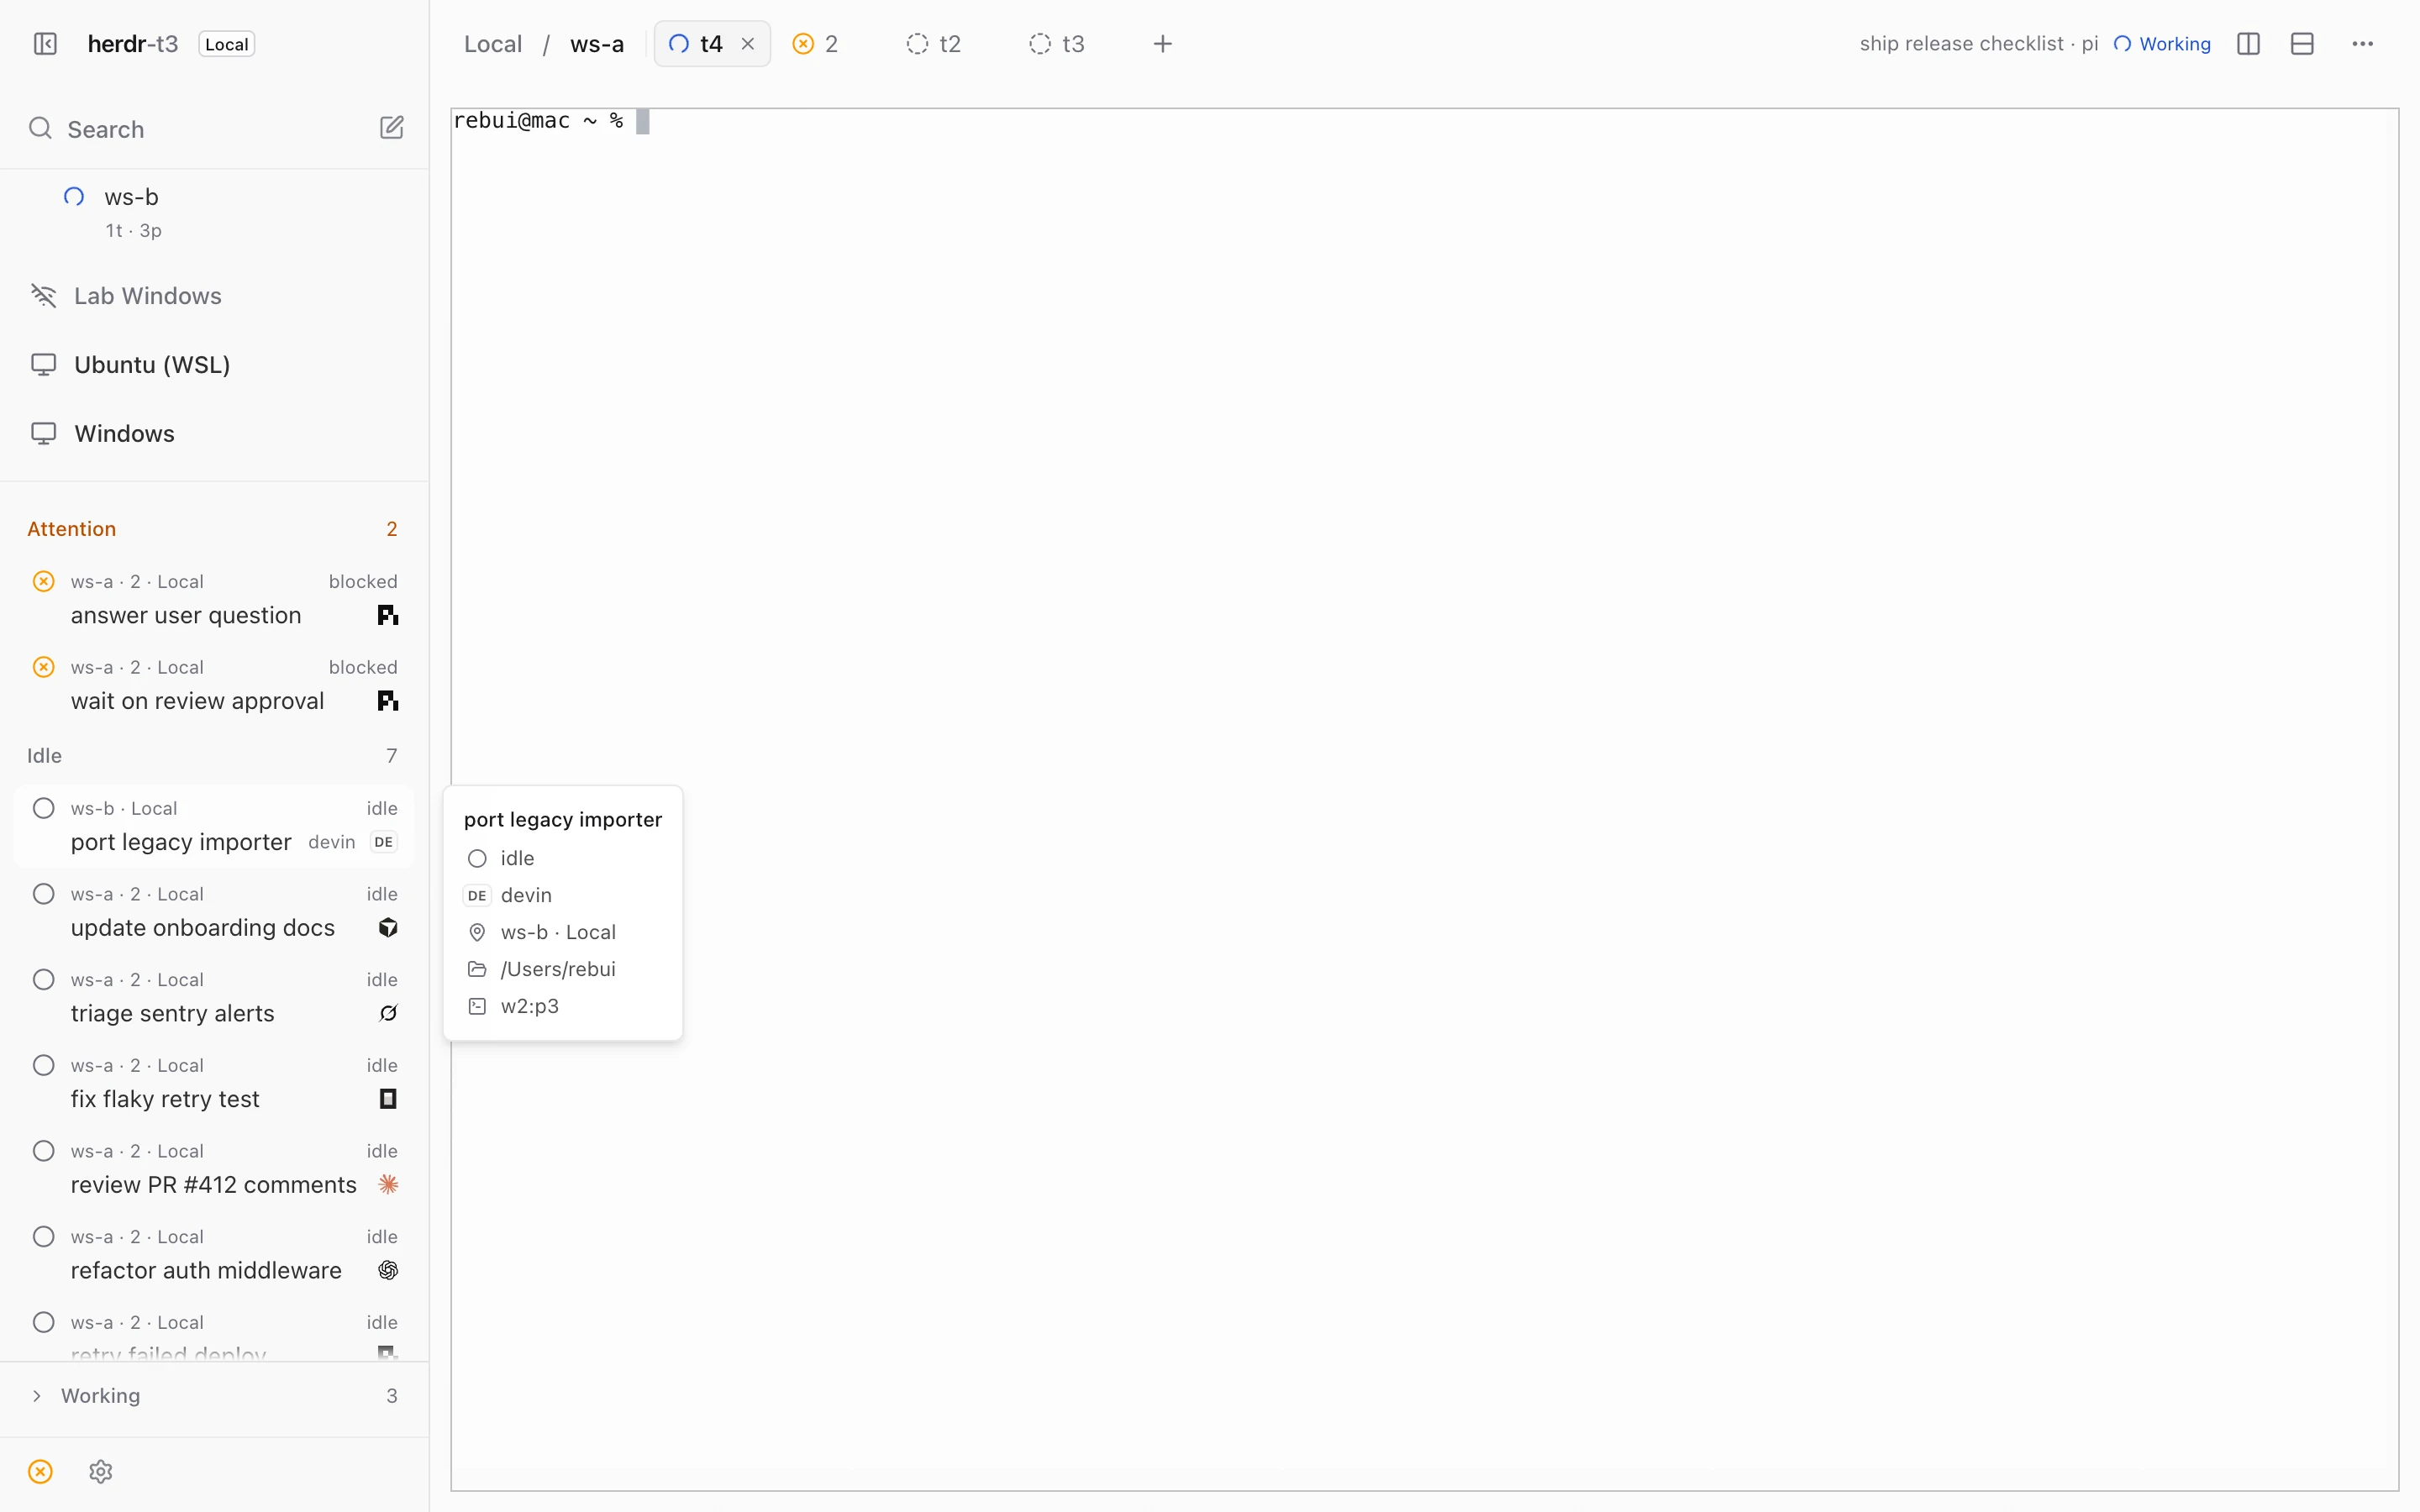 herdr-t3 Local
Search
ws-b
1t · 3p
Lab Windows
Ubuntu (WSL)
Windows
Attention 2
ws-a · 2 · Local blocked
answer user question
ws-a · 2 · Local blocked
wait on review approval
Idle 7
ws-b · Local idle
port legacy importer devin DE
ws-a · 2 · Local idle
update onboarding docs
ws-a · 2 · Local idle
triage sentry alerts
ws-a · 2 · Local idle
fix flaky retry test
ws-a · 2 · Local idle
review PR #412 comments
ws-a · 2 · Local idle
refactor auth middleware
ws-a · 2 · Local idle
retry failed deploy
Working 3
Local / ws-a t4 2 t2 t3
ship release checklist · pi Working
rebui@mac ~ %
port legacy importer
idle
DE devin
ws-b · Local
/Users/rebui
w2:p3